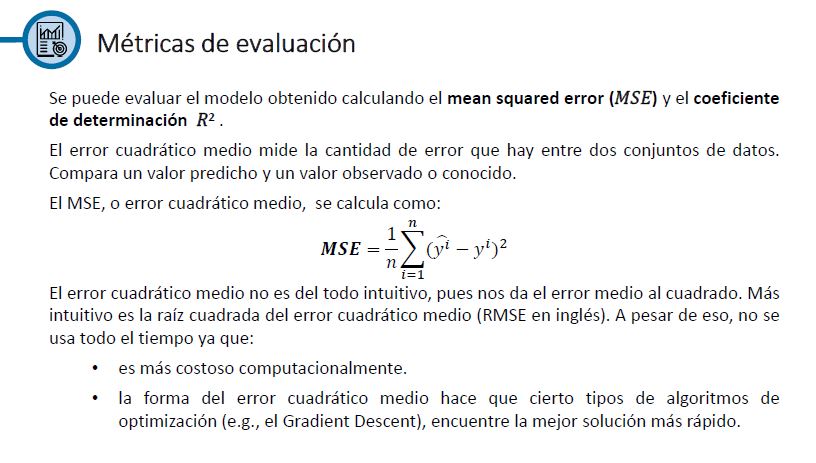 Métricas de evaluación
Se puede evaluar el modelo obtenido calculando el mean squared error (MSE) y el coeficiente
de determinación R² .
El error cuadrático medio mide la cantidad de error que hay entre dos conjuntos de datos.
Compara un valor predicho y un valor observado o conocido.
El MSE, o error cuadrático medio, se calcula como:
MSE = \frac{1}{n} \sum_{i=1}^{n} (\widehat{y^i} − y^i)^2
El error cuadrático medio no es del todo intuitivo, pues nos da el error medio al cuadrado. Más
intuitivo es la raíz cuadrada del error cuadrático medio (RMSE en inglés). A pesar de eso, no se
usa todo el tiempo ya que:
• es más costoso computacionalmente.
• la forma del error cuadrático medio hace que cierto tipos de algoritmos de
optimización (e.g., el Gradient Descent), encuentre la mejor solución más rápido.